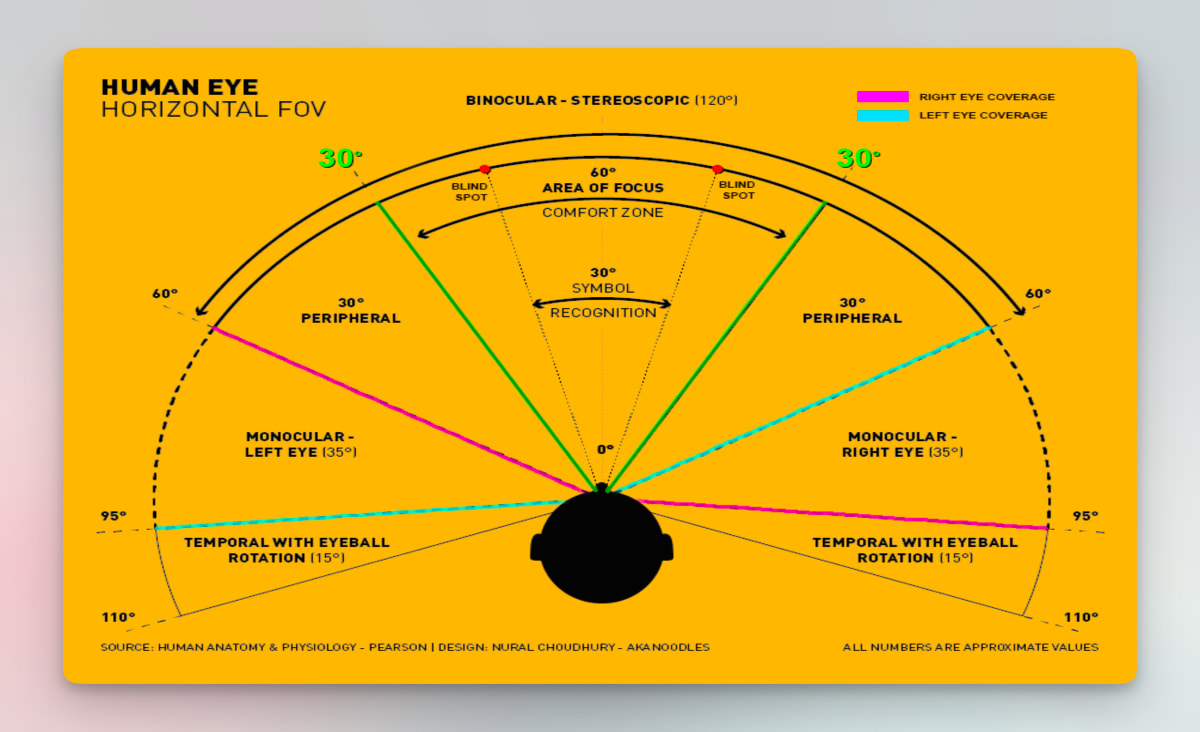 HUMAN EYE
HORIZONTAL FOV
BINOCULAR - STEREOSCOPIC (120°)
RIGHT EYE COVERAGE
LEFT EYE COVERAGE
30°
30°
BLIND
SPOT
60°
AREA OF FOCUS
COMFORT ZONE
BLIND
SPOT
30°
SYMBOL
RECOGNITION
60°
60°
30°
PERIPHERAL
30°
PERIPHERAL
0°
MONOCULAR -
LEFT EYE (35°)
MONOCULAR -
RIGHT EYE (35°)
95°
95°
TEMPORAL WITH EYEBALL
ROTATION (15°)
TEMPORAL WITH EYEBALL
ROTATION (15°)
110°
110°
SOURCE: HUMAN ANATOMY & PHYSIOLOGY - PEARSON | DESIGN: NURAL CHOUDHURY - AKANOODLES
ALL NUMBERS ARE APPROXIMATE VALUES